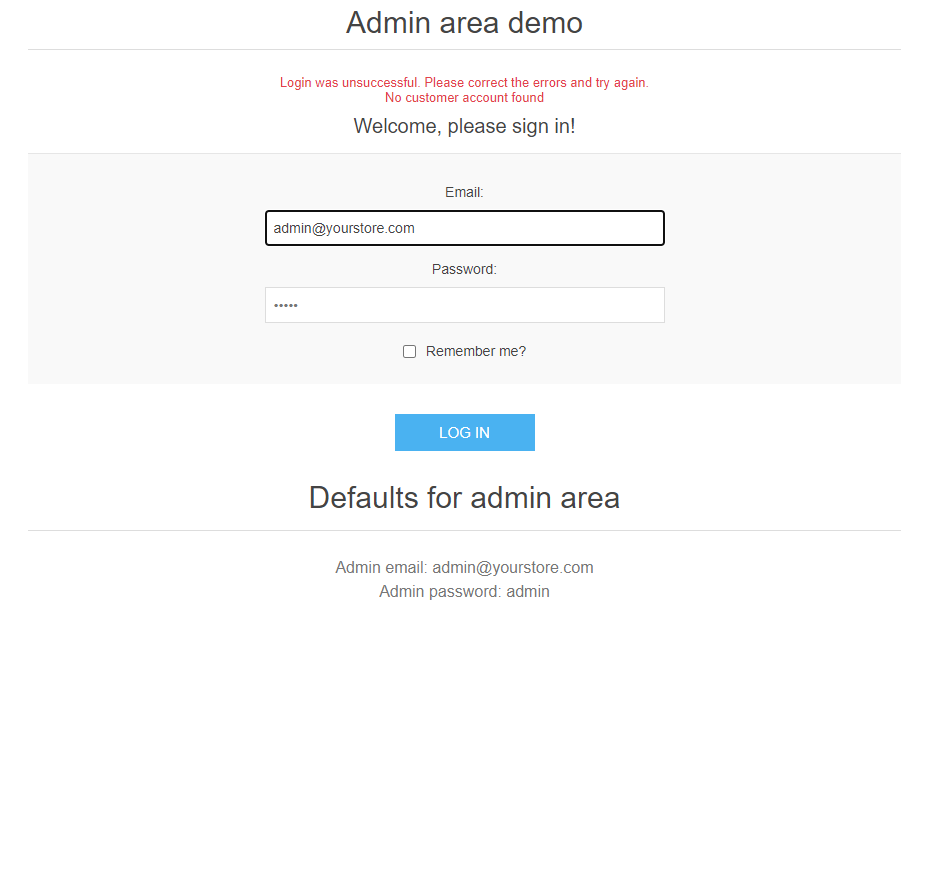 Admin area demo
Login was unsuccessful. Please correct the errors and try again.
No customer account found
Welcome, please sign in!
Email:
admin@yourstore.com
Password:
•••••
Remember me?
LOG IN
Defaults for admin area
Admin email: admin@yourstore.com
Admin password: admin